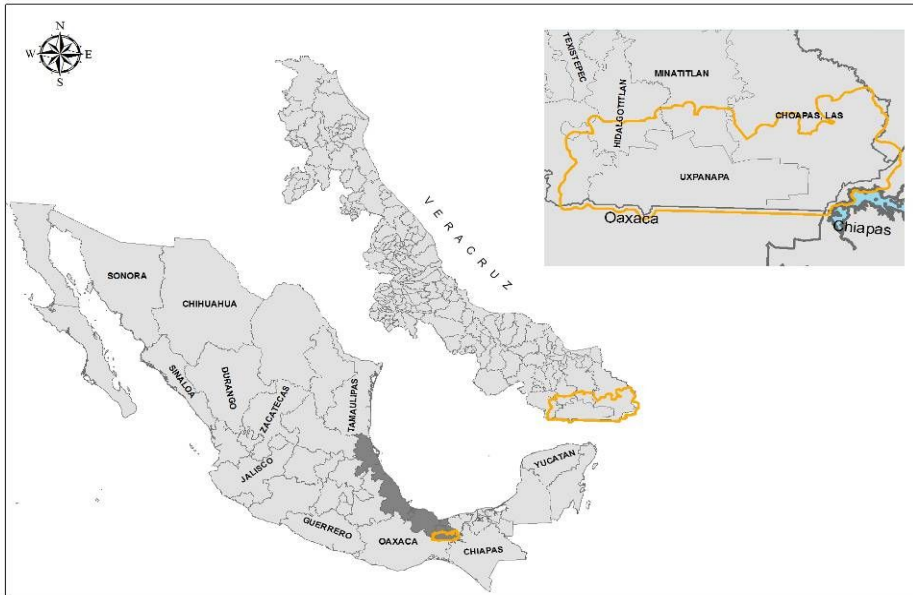 N
W E
S
TEXISTEPEC
MINATITLAN
HIDALGOTITLAN
CHOAPAS, LAS
UXPANAPA
Oaxaca
Chiapas
VERACRUZ
SONORA
CHIHUAHUA
SINALOA
DURANGO
ZACATECAS
TAMAULIPAS
JALISCO
YUCATAN
GUERRERO
OAXACA
CHIAPAS